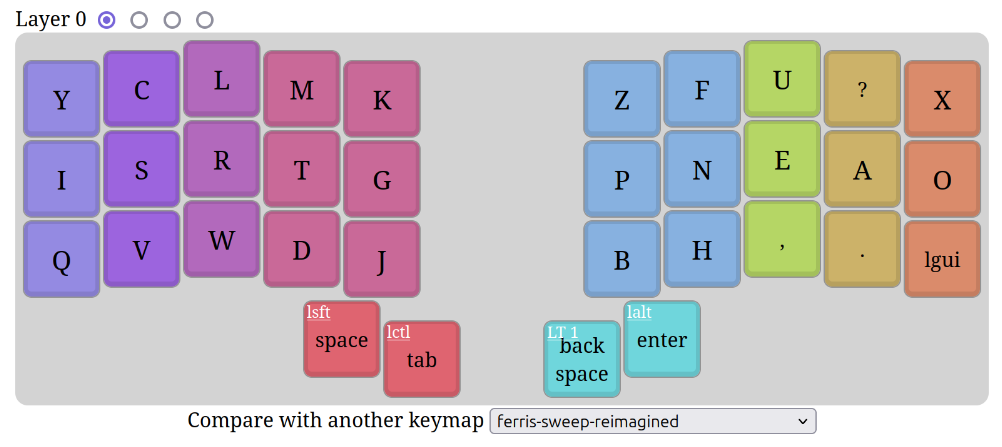 Layer 0
Y C L M K Z F U ? X
I S R T G P N E A O
Q V W D J B H , . lgui
lsft space lctl tab LT 1 back space lalt enter
Compare with another keymap ferris-sweep-reimagined